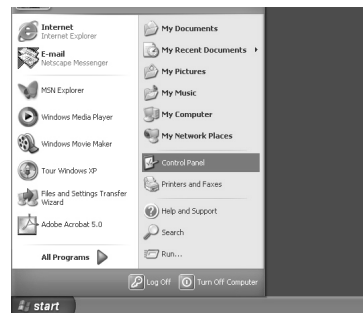 Internet
Internet Explorer
E-mail
Netscape Messenger
MSN Explorer
Windows Media Player
Windows Movie Maker
Tour Windows XP
Files and Settings Transfer
Wizard
Adobe Acrobat 5.0
All Programs
My Documents
My Recent Documents
My Pictures
My Music
My Computer
My Network Places
Control Panel
Printers and Faxes
Help and Support
Search
Run...
Log Off
Turn Off Computer
start